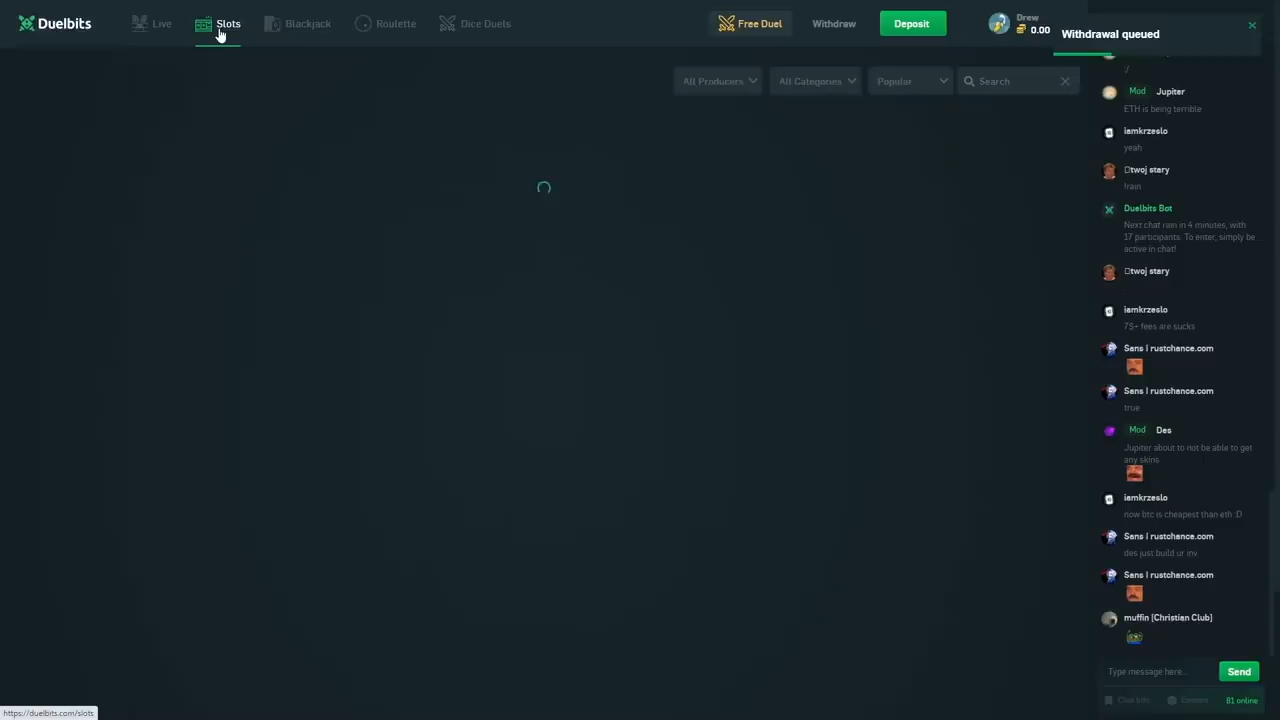 Duelbits
Live
Slots
Blackjack
Roulette
Dice Duels
Free Duel
Withdraw
Deposit
Drew
0.00
Withdrawal queued
All Producers
All Categories
Popular
Search
:/
Mod Jupiter
ETH is being terrible
iamkrzeslo
yeah
twoj stary
!rain
Duelbits Bot
Next chat rain in 4 minutes, with
17 participants. To enter, simply be
active in chat!
twoj stary
iamkrzeslo
7$+ fees are sucks
Sans | rustchance.com
Sans | rustchance.com
true
Mod Des
Jupiter about to not be able to get
any skins
iamkrzeslo
now btc is cheapest than eth :D
Sans | rustchance.com
des just build ur inv
Sans | rustchance.com
muffin [Christian Club]
Type message here...
Send
81 online
https://duelbits.com/slots